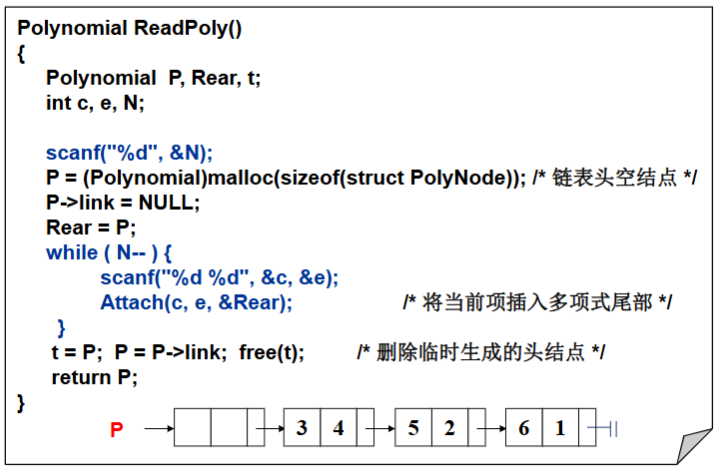 Polynomial ReadPoly()
{
Polynomial P, Rear, t;
int c, e, N;
scanf("%d", &N);
P = (Polynomial)malloc(sizeof(struct PolyNode)); /* 链表头空结点 */
P->link = NULL;
Rear = P;
while ( N-- ) {
scanf("%d %d", &c, &e);
Attach(c, e, &Rear); /* 将当前项插入多项式尾部 */
}
t = P; P = P->link; free(t); /* 删除临时生成的头结点 */
return P;
}
P 3 4 5 2 6 1